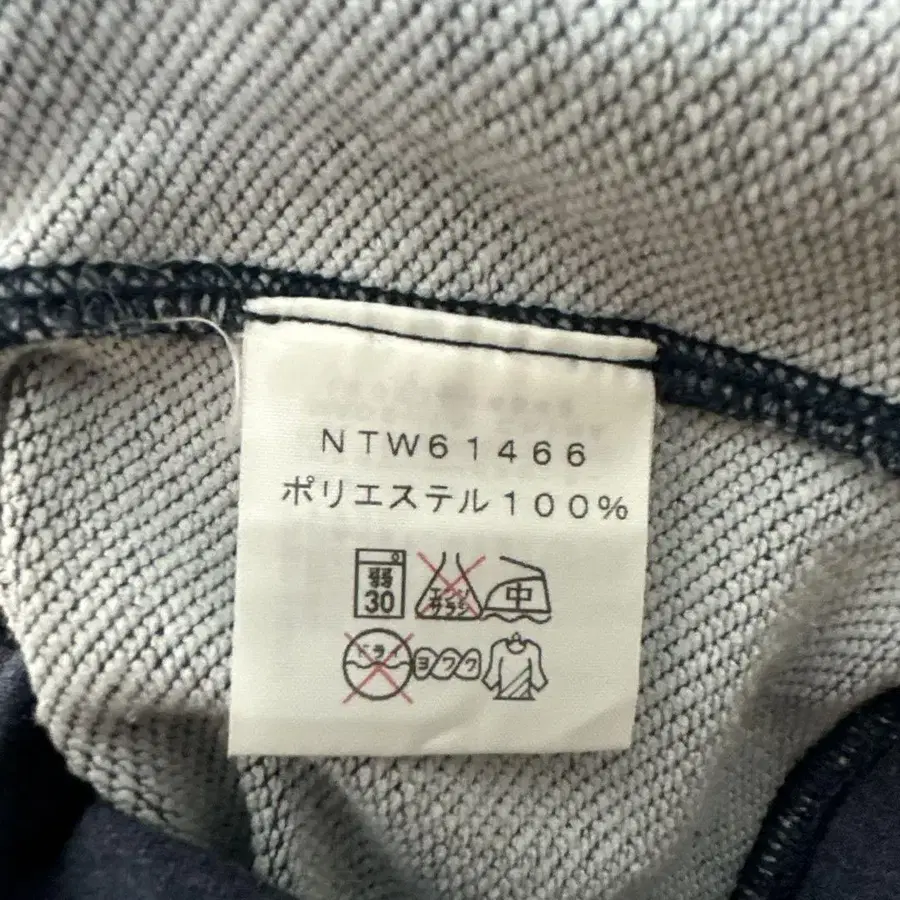 NTW61466
ポリエステル100%
弱
30
エンソ
サラシ
中
ドライ
ヨワク